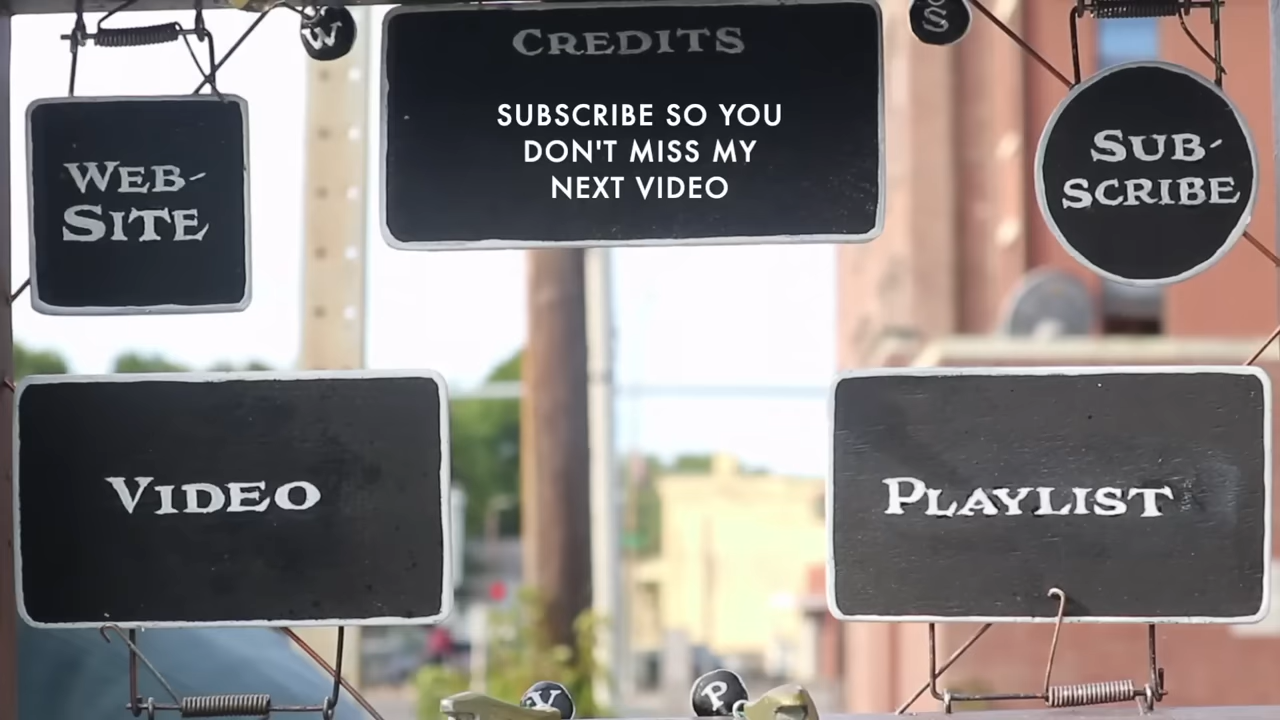 W
S
CREDITS
SUBSCRIBE SO YOU
DON'T MISS MY
NEXT VIDEO
WEB-
SITE
SUB-
SCRIBE
VIDEO
PLAYLIST
V
P